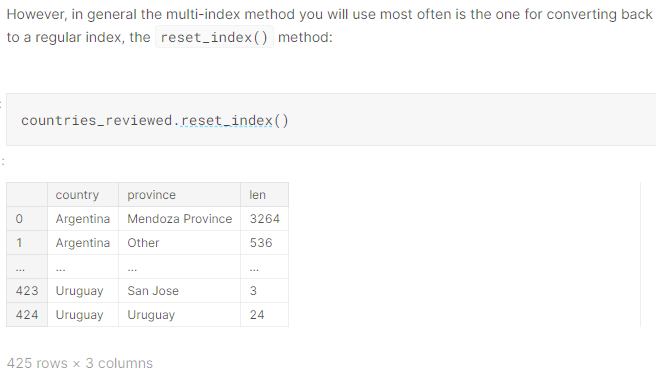 However, in general the multi-index method you will use most often is the one for converting back
to a regular index, the reset_index() method:
:
countries_reviewed.reset_index()
:
country province len
0 Argentina Mendoza Province 3264
1 Argentina Other 536
... ... ... ...
423 Uruguay San Jose 3
424 Uruguay Uruguay 24
425 rows × 3 columns